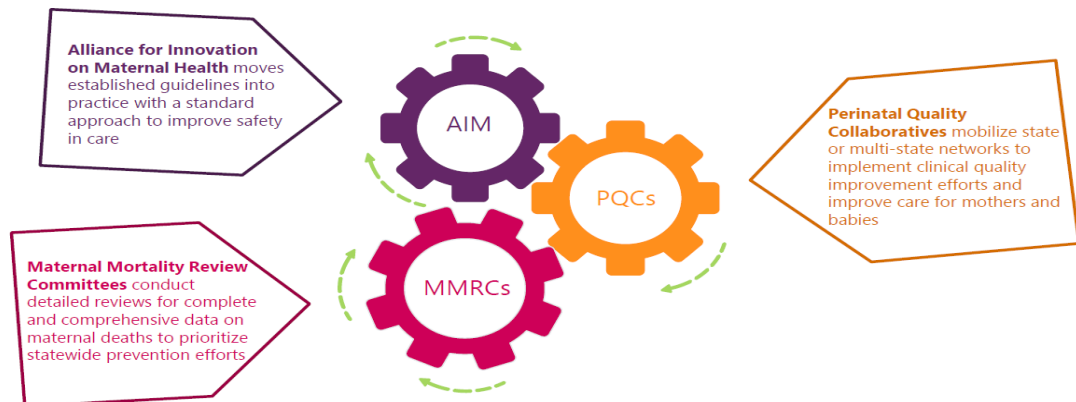 Alliance for Innovation
on Maternal Health moves
established guidelines into
practice with a standard
approach to improve safety
in care
AIM
Perinatal Quality
Collaboratives mobilize state
or multi-state networks to
implement clinical quality
improvement efforts and
improve care for mothers and
babies
PQCs
Maternal Mortality Review
Committees conduct
detailed reviews for complete
and comprehensive data on
maternal deaths to prioritize
statewide prevention efforts
MMRCs